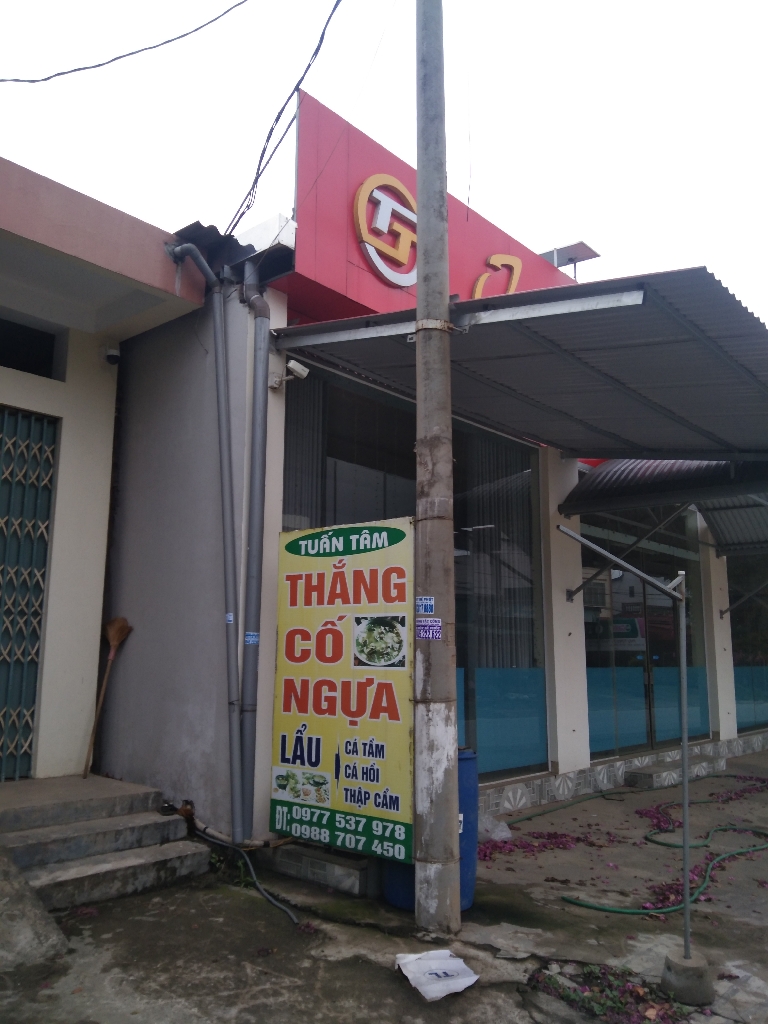 TUẤN TÂM
THẮNG
CỐ
NGỰA
LẨU
CÁ TẦM
CÁ HỒI
THẬP CẨM
ĐT:
0977 537 978
0988 707 450
TL